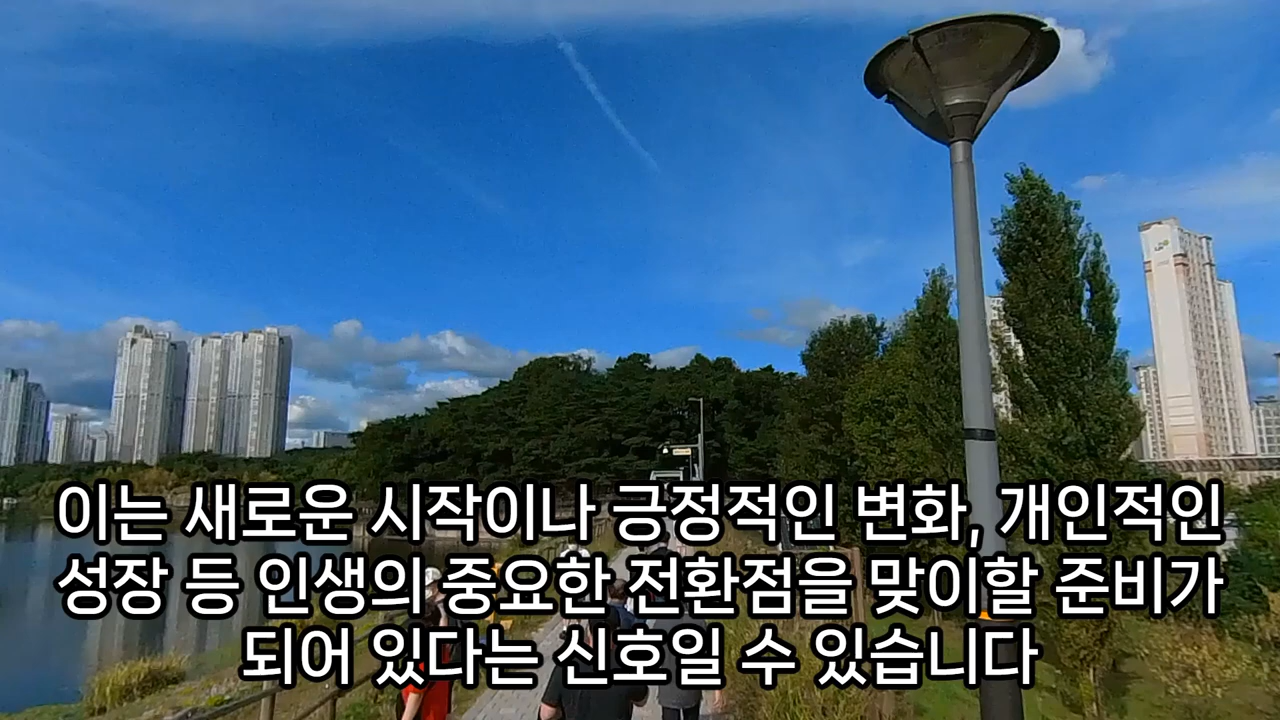 이는 새로운 시작이나 긍정적인 변화, 개인적인
성장 등 인생의 중요한 전환점을 맞이할 준비가
되어 있다는 신호일 수 있습니다